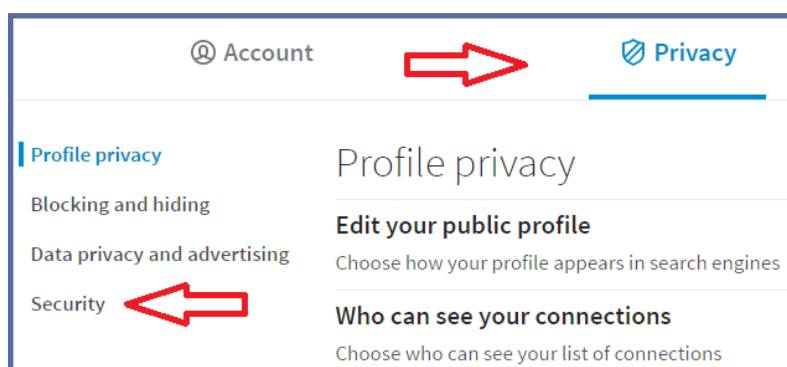 Account
Privacy
Profile privacy
Blocking and hiding
Data privacy and advertising
Security
Profile privacy
Edit your public profile
Choose how your profile appears in search engines
Who can see your connections
Choose who can see your list of connections